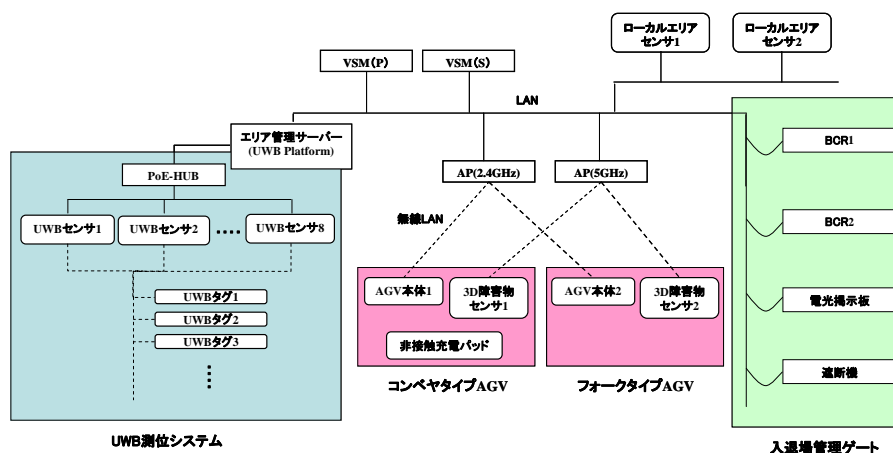 ローカルエリア
センサ1
ローカルエリア
センサ2
VSM(P)
VSM(S)
LAN
エリア管理サーバー
(UWB Platform)
PoE-HUB
AP(2.4GHz)
AP(5GHz)
BCR1
UWBセンサ1
UWBセンサ2
‥‥
UWBセンサ8
無線LAN
BCR2
UWBタグ1
UWBタグ2
UWBタグ3
AGV本体1
3D障害物
センサ1
AGV本体2
3D障害物
センサ2
電光掲示板
非接触充電パッド
遮断機
コンベヤタイプAGV
フォークタイプAGV
UWB測位システム
入退場管理ゲート